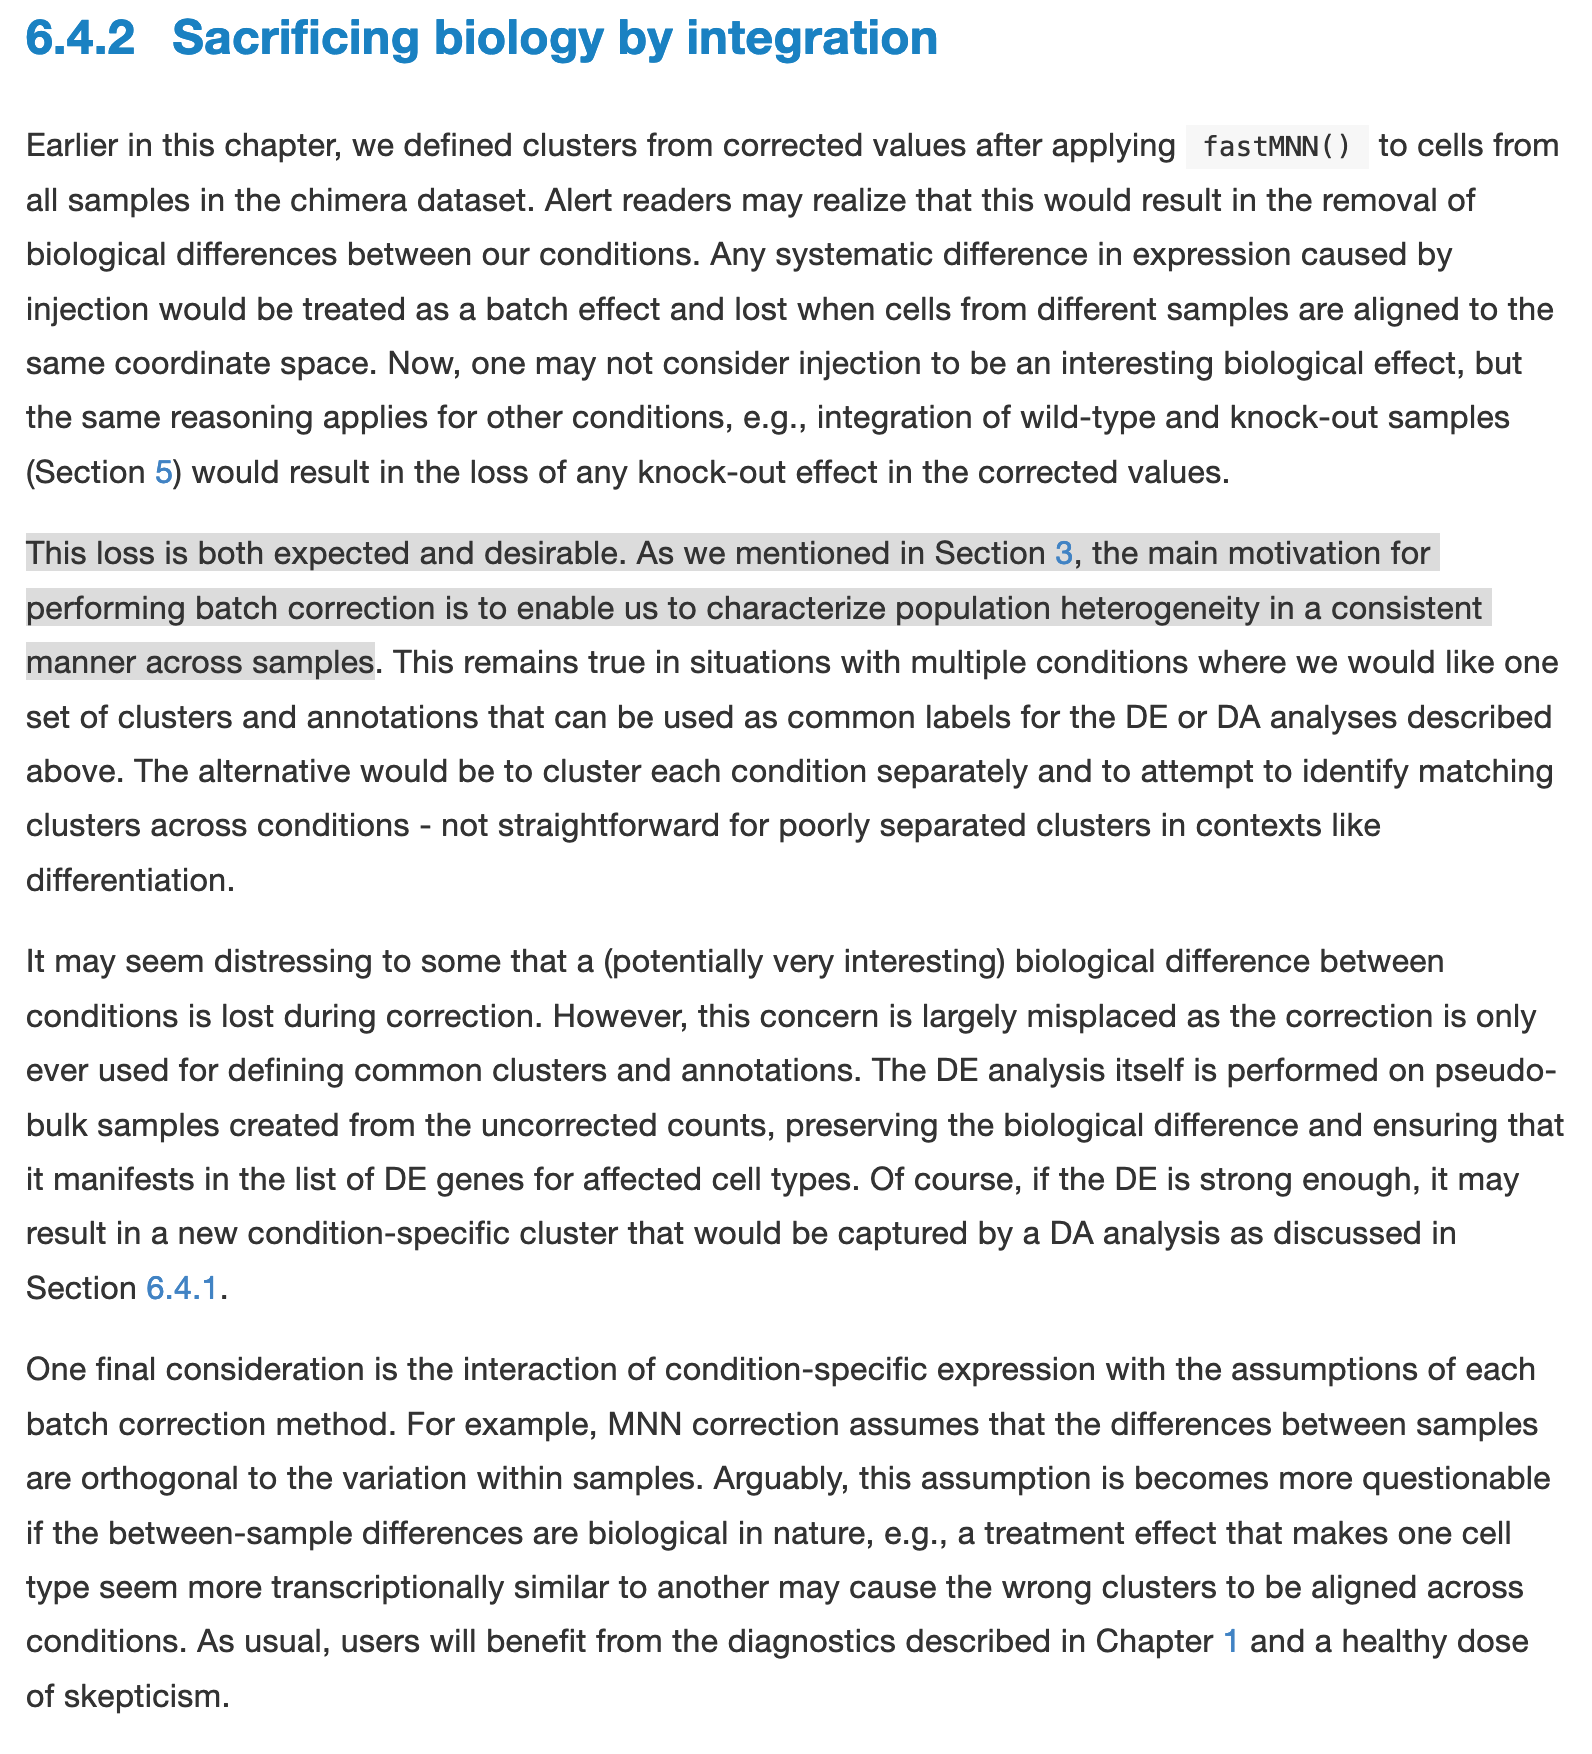 6.4.2 Sacrificing biology by integration
Earlier in this chapter, we defined clusters from corrected values after applying fastMNN() to cells from
all samples in the chimera dataset. Alert readers may realize that this would result in the removal of
biological differences between our conditions. Any systematic difference in expression caused by
injection would be treated as a batch effect and lost when cells from different samples are aligned to the
same coordinate space. Now, one may not consider injection to be an interesting biological effect, but
the same reasoning applies for other conditions, e.g., integration of wild-type and knock-out samples
(Section 5) would result in the loss of any knock-out effect in the corrected values.
This loss is both expected and desirable. As we mentioned in Section 3, the main motivation for
performing batch correction is to enable us to characterize population heterogeneity in a consistent
manner across samples. This remains true in situations with multiple conditions where we would like one
set of clusters and annotations that can be used as common labels for the DE or DA analyses described
above. The alternative would be to cluster each condition separately and to attempt to identify matching
clusters across conditions - not straightforward for poorly separated clusters in contexts like
differentiation.
It may seem distressing to some that a (potentially very interesting) biological difference between
conditions is lost during correction. However, this concern is largely misplaced as the correction is only
ever used for defining common clusters and annotations. The DE analysis itself is performed on pseudo-
bulk samples created from the uncorrected counts, preserving the biological difference and ensuring that
it manifests in the list of DE genes for affected cell types. Of course, if the DE is strong enough, it may
result in a new condition-specific cluster that would be captured by a DA analysis as discussed in
Section 6.4.1.
One final consideration is the interaction of condition-specific expression with the assumptions of each
batch correction method. For example, MNN correction assumes that the differences between samples
are orthogonal to the variation within samples. Arguably, this assumption is becomes more questionable
if the between-sample differences are biological in nature, e.g., a treatment effect that makes one cell
type seem more transcriptionally similar to another may cause the wrong clusters to be aligned across
conditions. As usual, users will benefit from the diagnostics described in Chapter 1 and a healthy dose
of skepticism.